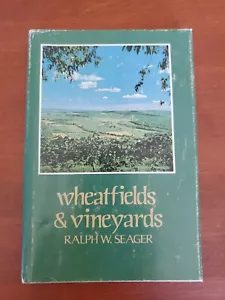 wheatfields
& vineyards
RALPH W. SEAGER